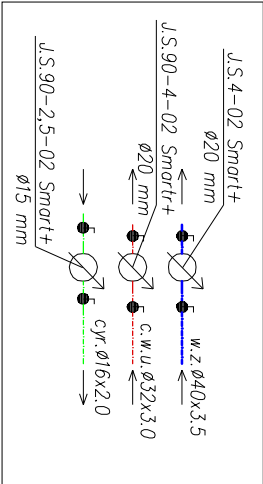 J.S.4-02 Smart+
ø20 mm
w.z.ø40x3.5
J.S.90-4-02 Smartr+
ø20 mm
c.w.u.ø32x3.0
J.S.90-2,5-02 Smart+
ø15 mm
cyr.ø16x2.0